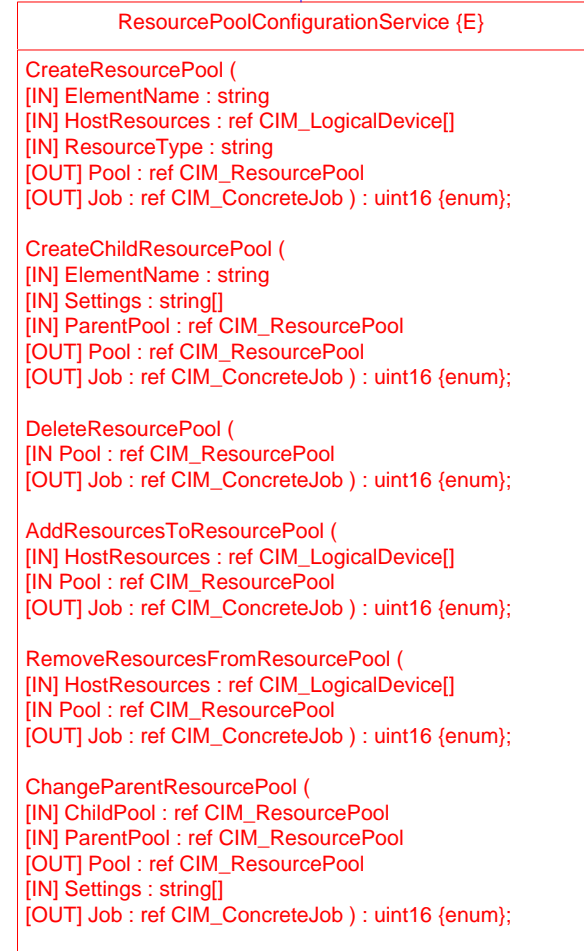 ResourcePoolConfigurationService {E}
CreateResourcePool (
[IN] ElementName : string
[IN] HostResources : ref CIM_LogicalDevice[]
[IN] ResourceType : string
[OUT] Pool : ref CIM_ResourcePool
[OUT] Job : ref CIM_ConcreteJob ) : uint16 {enum};
CreateChildResourcePool (
[IN] ElementName : string
[IN] Settings : string[]
[IN] ParentPool : ref CIM_ResourcePool
[OUT] Pool : ref CIM_ResourcePool
[OUT] Job : ref CIM_ConcreteJob ) : uint16 {enum};
DeleteResourcePool (
[IN Pool : ref CIM_ResourcePool
[OUT] Job : ref CIM_ConcreteJob ) : uint16 {enum};
AddResourcesToResourcePool (
[IN] HostResources : ref CIM_LogicalDevice[]
[IN Pool : ref CIM_ResourcePool
[OUT] Job : ref CIM_ConcreteJob ) : uint16 {enum};
RemoveResourcesFromResourcePool (
[IN] HostResources : ref CIM_LogicalDevice[]
[IN Pool : ref CIM_ResourcePool
[OUT] Job : ref CIM_ConcreteJob ) : uint16 {enum};
ChangeParentResourcePool (
[IN] ChildPool : ref CIM_ResourcePool
[IN] ParentPool : ref CIM_ResourcePool
[OUT] Pool : ref CIM_ResourcePool
[IN] Settings : string[]
[OUT] Job : ref CIM_ConcreteJob ) : uint16 {enum};